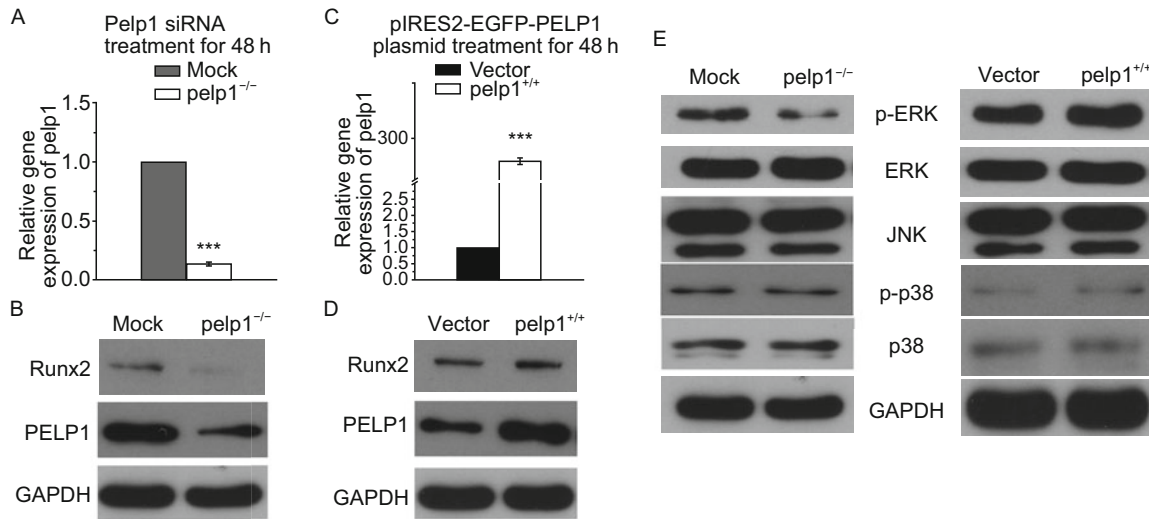 A
Pelp1 siRNA
treatment for 48 h
Mock
pelp1⁻/⁻
Relative gene
expression of pelp1
1.5
1.0
0.5
0.0
***
B
Mock pelp1⁻/⁻
Runx2
PELP1
GAPDH
C
pIRES2-EGFP-PELP1
plasmid treatment for 48 h
Vector
pelp1⁺/⁺
Relative gene
expression of pelp1
300
2.5
2.0
1.5
1.0
0.5
0.0
***
D
Vector pelp1⁺/⁺
Runx2
PELP1
GAPDH
E
Mock pelp1⁻/⁻ Vector pelp1⁺/⁺
p-ERK
ERK
JNK
p-p38
p38
GAPDH